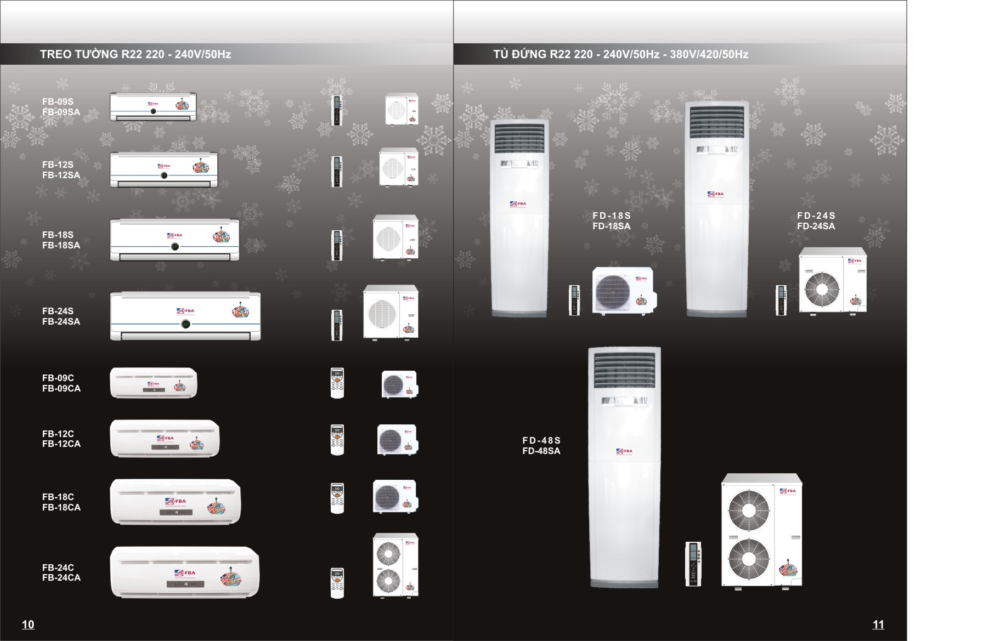 TREO TƯỜNG R22 220 - 240V/50Hz
FB-09S
FB-09SA
FB-12S
FB-12SA
FB-18S
FB-18SA
FB-24S
FB-24SA
FB-09C
FB-09CA
FB-12C
FB-12CA
FB-18C
FB-18CA
FB-24C
FB-24CA
10
TỦ ĐỨNG R22 220 - 240V/50Hz - 380V/420/50Hz
FD-18S
FD-18SA
FD-24S
FD-24SA
FD-48S
FD-48SA
11